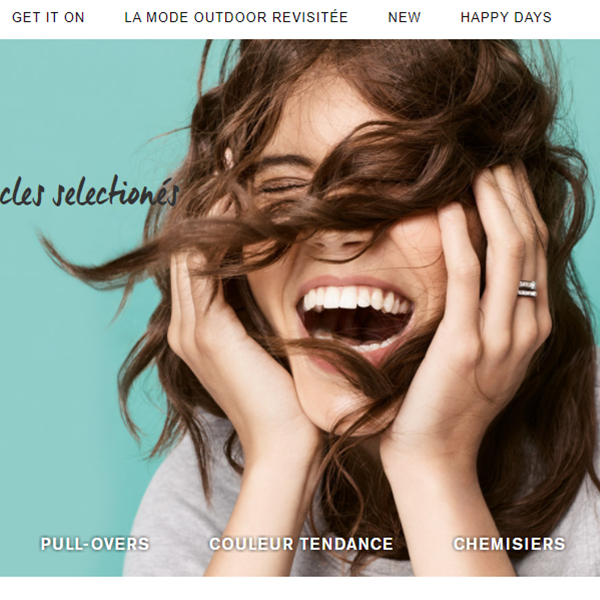 GET IT ON LA MODE OUTDOOR REVISITÉE NEW HAPPY DAYS
cles selectionés
PULL-OVERS COULEUR TENDANCE CHEMISIERS